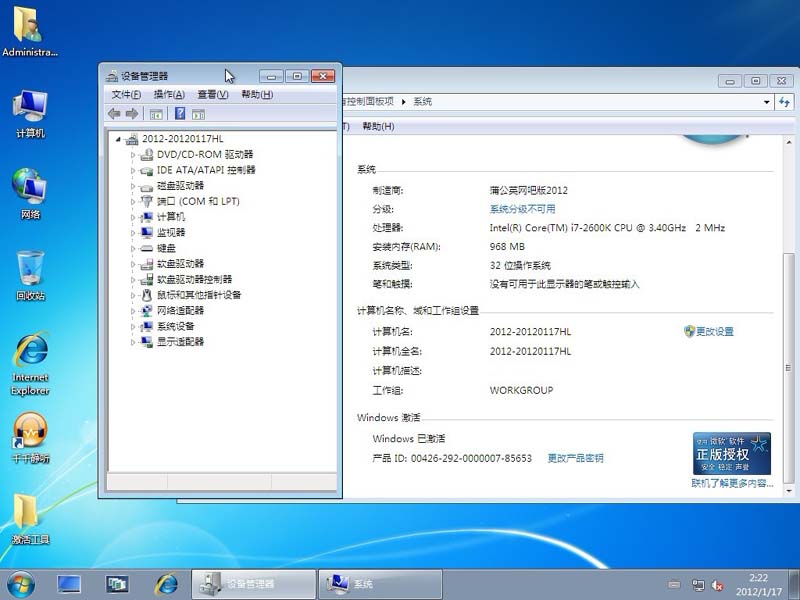 Administra...
计算机
网络
回收站
Internet
Explorer
千千静听
激活工具
设备管理器
文件(F) 操作(A) 查看(V) 帮助(H)
2012-20120117HL
DVD/CD-ROM 驱动器
IDE ATA/ATAPI 控制器
磁盘驱动器
端口 (COM 和 LPT)
计算机
监视器
键盘
软盘驱动器
软盘驱动器控制器
鼠标和其他指针设备
网络适配器
系统设备
显示适配器
控制面板项 系统
T) 帮助(H)
系统
制造商: 蒲公英网吧版2012
分级: 系统分级不可用
处理器: Intel(R) Core(TM) i7-2600K CPU @ 3.40GHz 2 MHz
安装内存(RAM): 968 MB
系统类型: 32 位操作系统
笔和触摸: 没有可用于此显示器的笔或触控输入
计算机名称、域和工作组设置
计算机名: 2012-20120117HL 更改设置
计算机全名: 2012-20120117HL
计算机描述:
工作组: WORKGROUP
Windows 激活
Windows 已激活
产品 ID: 00426-292-0000007-85653 更改产品密钥
使用 微软 软件
正版授权
安全 稳定 声誉
联机了解更多内容...
设备管理器 系统
2:22
2012/1/17